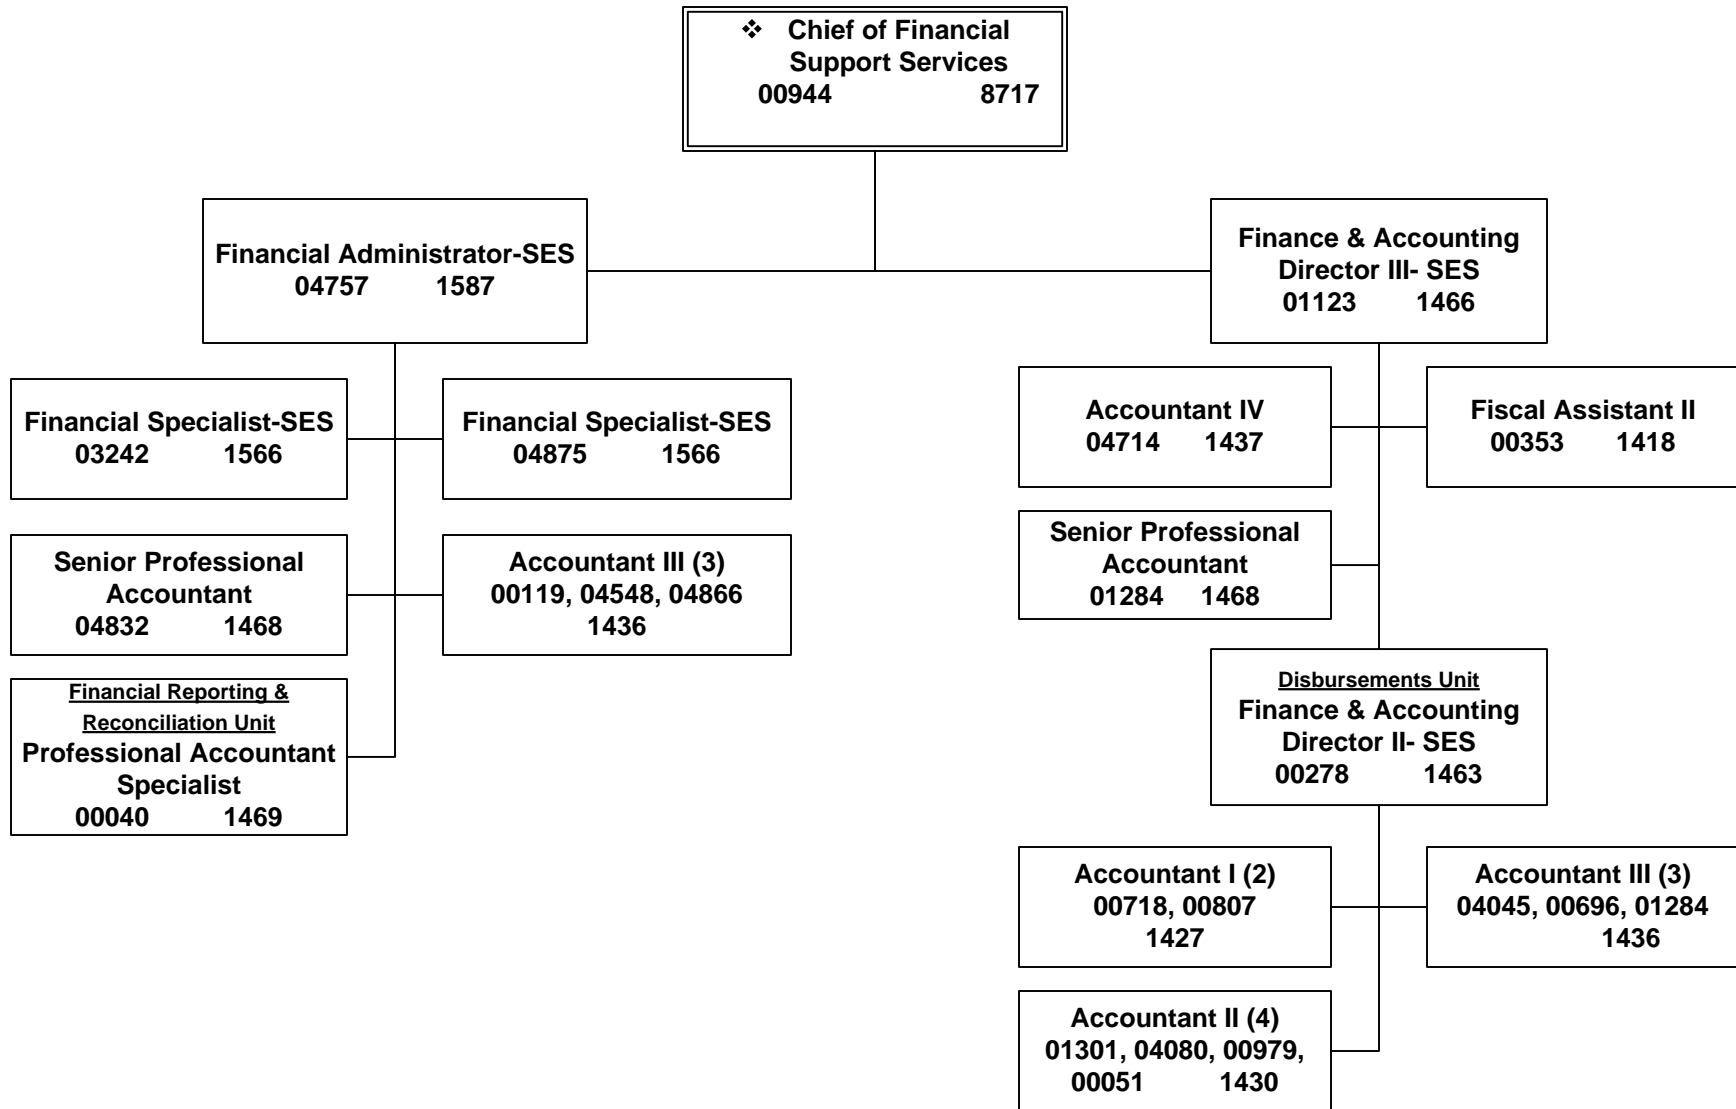 ❖ Chief of Financial
Support Services
00944 8717
Financial Administrator-SES
04757 1587
Finance & Accounting
Director III- SES
01123 1466
Financial Specialist-SES
03242 1566
Financial Specialist-SES
04875 1566
Accountant IV
04714 1437
Fiscal Assistant II
00353 1418
Senior Professional
Accountant
04832 1468
Accountant III (3)
00119, 04548, 04866
1436
Senior Professional
Accountant
01284 1468
Financial Reporting &
Reconciliation Unit
Professional Accountant
Specialist
00040 1469
Disbursements Unit
Finance & Accounting
Director II- SES
00278 1463
Accountant I (2)
00718, 00807
1427
Accountant III (3)
04045, 00696, 01284
1436
Accountant II (4)
01301, 04080, 00979,
00051 1430